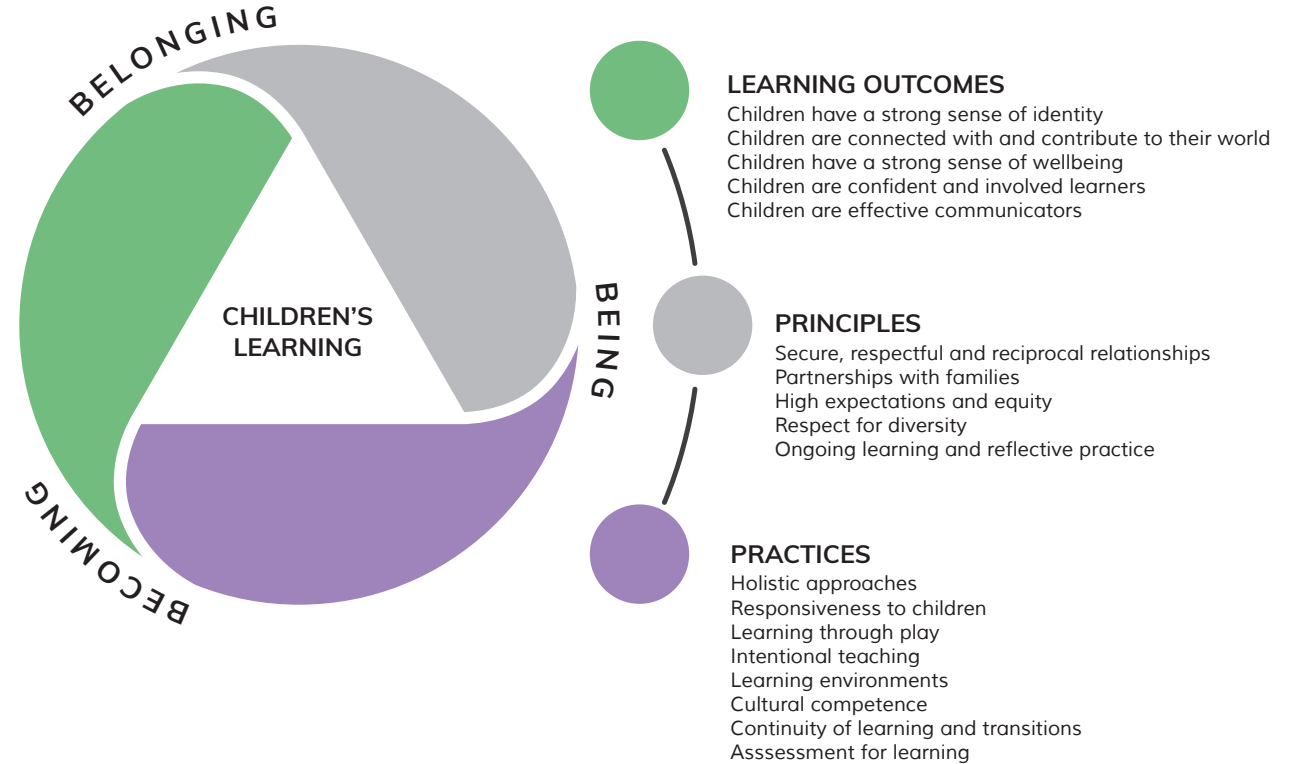 BELONGING
BEING
BECOMING
CHILDREN’S
LEARNING
LEARNING OUTCOMES
Children have a strong sense of identity
Children are connected with and contribute to their world
Children have a strong sense of wellbeing
Children are confident and involved learners
Children are effective communicators
PRINCIPLES
Secure, respectful and reciprocal relationships
Partnerships with families
High expectations and equity
Respect for diversity
Ongoing learning and reflective practice
PRACTICES
Holistic approaches
Responsiveness to children
Learning through play
Intentional teaching
Learning environments
Cultural competence
Continuity of learning and transitions
Asssessment for learning